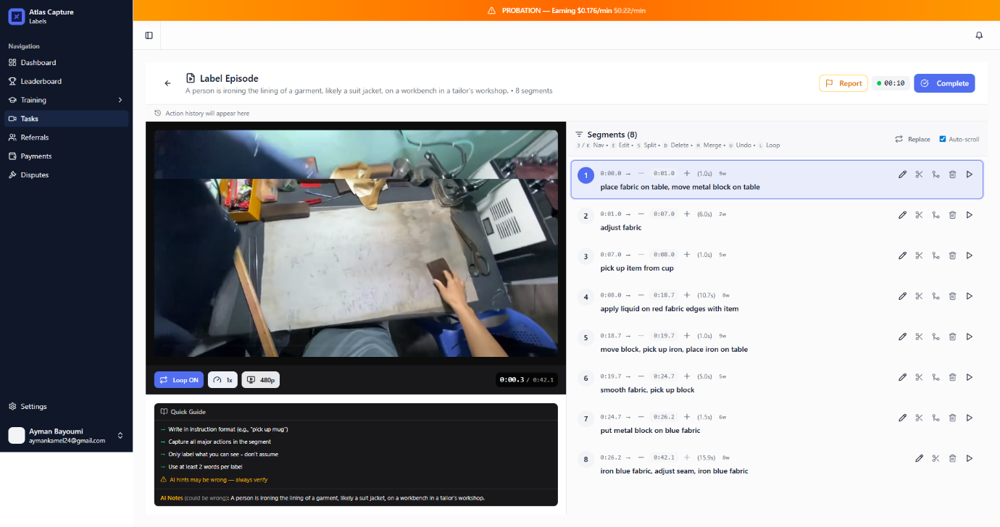 PROBATION — Earning $0.176/min $0.22/min
Atlas Capture
Labels
Navigation
Dashboard
Leaderboard
Training
Tasks
Referrals
Payments
Disputes
Settings
Ayman Bayoumi
aymankamel24@gmail.com
Label Episode
A person is ironing the lining of a garment, likely a suit jacket, on a workbench in a tailor's workshop. • 8 segments
Report
00:10
Complete
Action history will appear here
Loop ON
1x
480p
0:00.3 / 0:42.1
Quick Guide
→ Write in instruction format (e.g., "pick up mug")
→ Capture all major actions in the segment
→ Only label what you can see - don't assume
→ Use at least 2 words per label
AI hints may be wrong — always verify
AI Notes (could be wrong): A person is ironing the lining of a garment, likely a suit jacket, on a workbench in a tailor's workshop.
Segments (8)
J / K Nav • E Edit • S Split • D Delete • M Merge • U Undo • L Loop
Replace
Auto-scroll
1 0:00.0 → − 0:01.0 + (1.0s) 9w
place fabric on table, move metal block on table
2 0:01.0 → − 0:07.0 + (6.0s) 2w
adjust fabric
3 0:07.0 → − 0:08.0 + (1.0s) 5w
pick up item from cup
4 0:08.0 → − 0:18.7 + (10.7s) 8w
apply liquid on red fabric edges with item
5 0:18.7 → − 0:19.7 + (1.0s) 9w
move block, pick up iron, place iron on table
6 0:19.7 → − 0:24.7 + (5.0s) 5w
smooth fabric, pick up block
7 0:24.7 → − 0:26.2 + (1.5s) 6w
put metal block on blue fabric
8 0:26.2 → − 0:42.1 + (15.9s) 8w
iron blue fabric, adjust seam, iron blue fabric